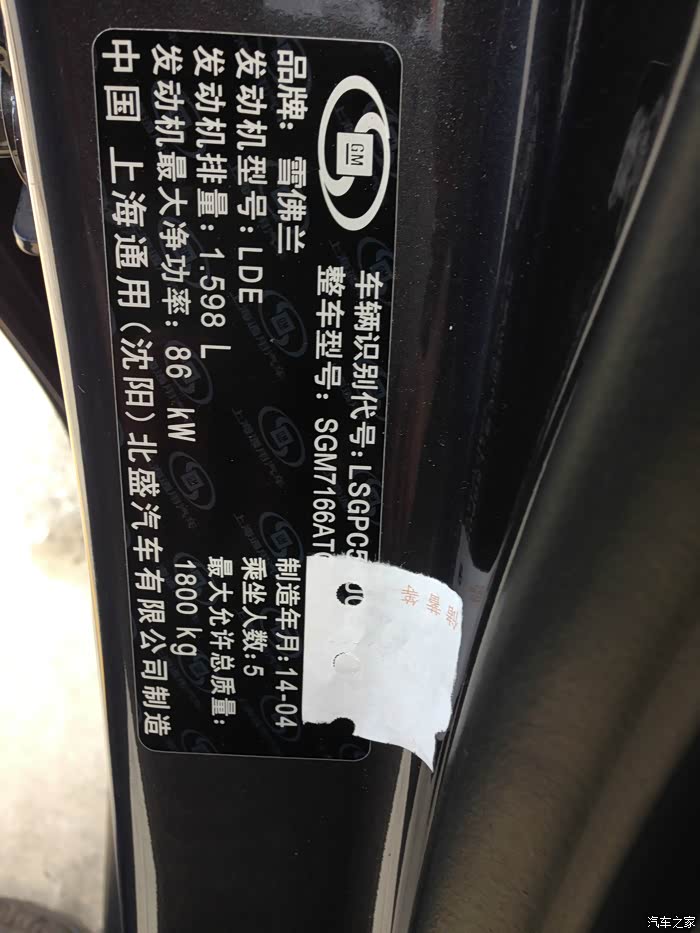 GM
车辆识别代号:LSGPC5
整车型号: SGM7166AT
品牌: 雪佛兰
制造年月:14-04
发动机型号:LDE
乘坐人数:5
发动机排量: 1.598 L
最大允许总质量:
发动机最大净功率: 86 kW
1800 kg
中国 上海通用(沈阳)北盛汽车有限公司制造
汽车之家